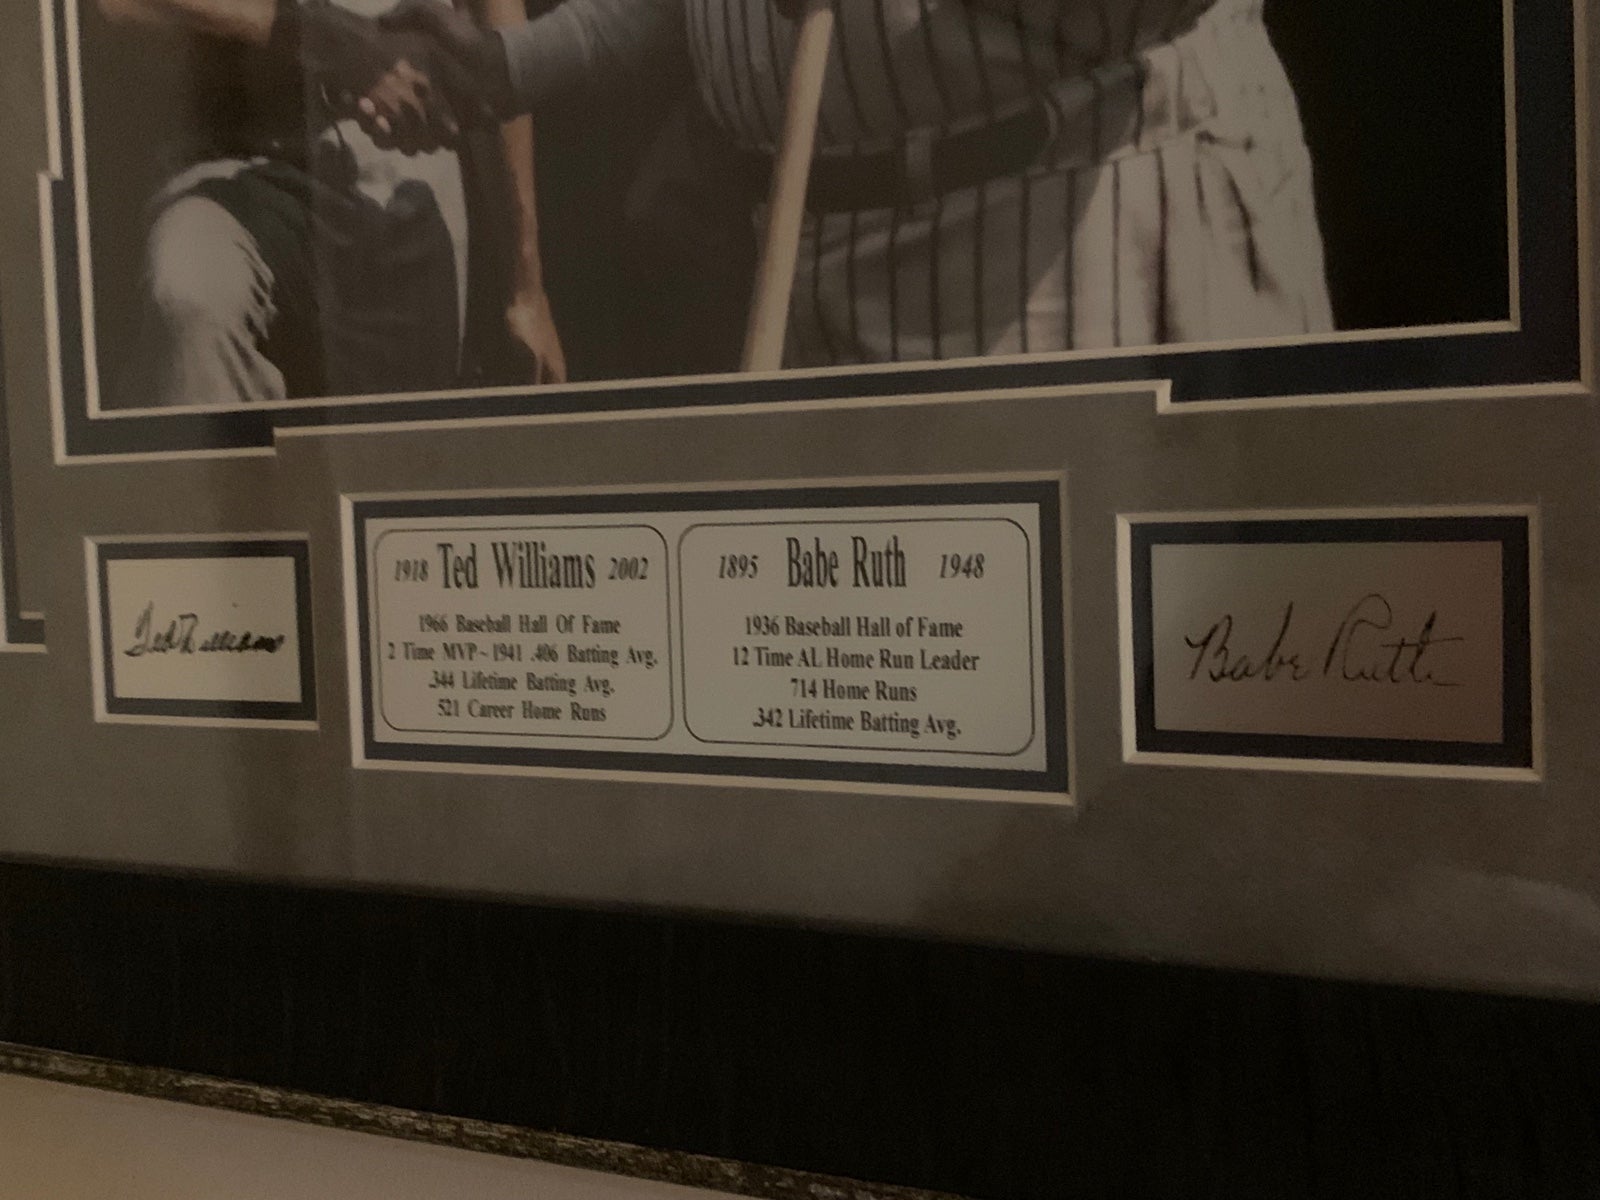 Ted Williams
1918 Ted Williams 2002
1966 Baseball Hall Of Fame
2 Time MVP~1941 .406 Batting Avg.
.344 Lifetime Batting Avg.
521 Career Home Runs
1895 Babe Ruth 1948
1936 Baseball Hall of Fame
12 Time AL Home Run Leader
714 Home Runs
.342 Lifetime Batting Avg.
Babe Ruth